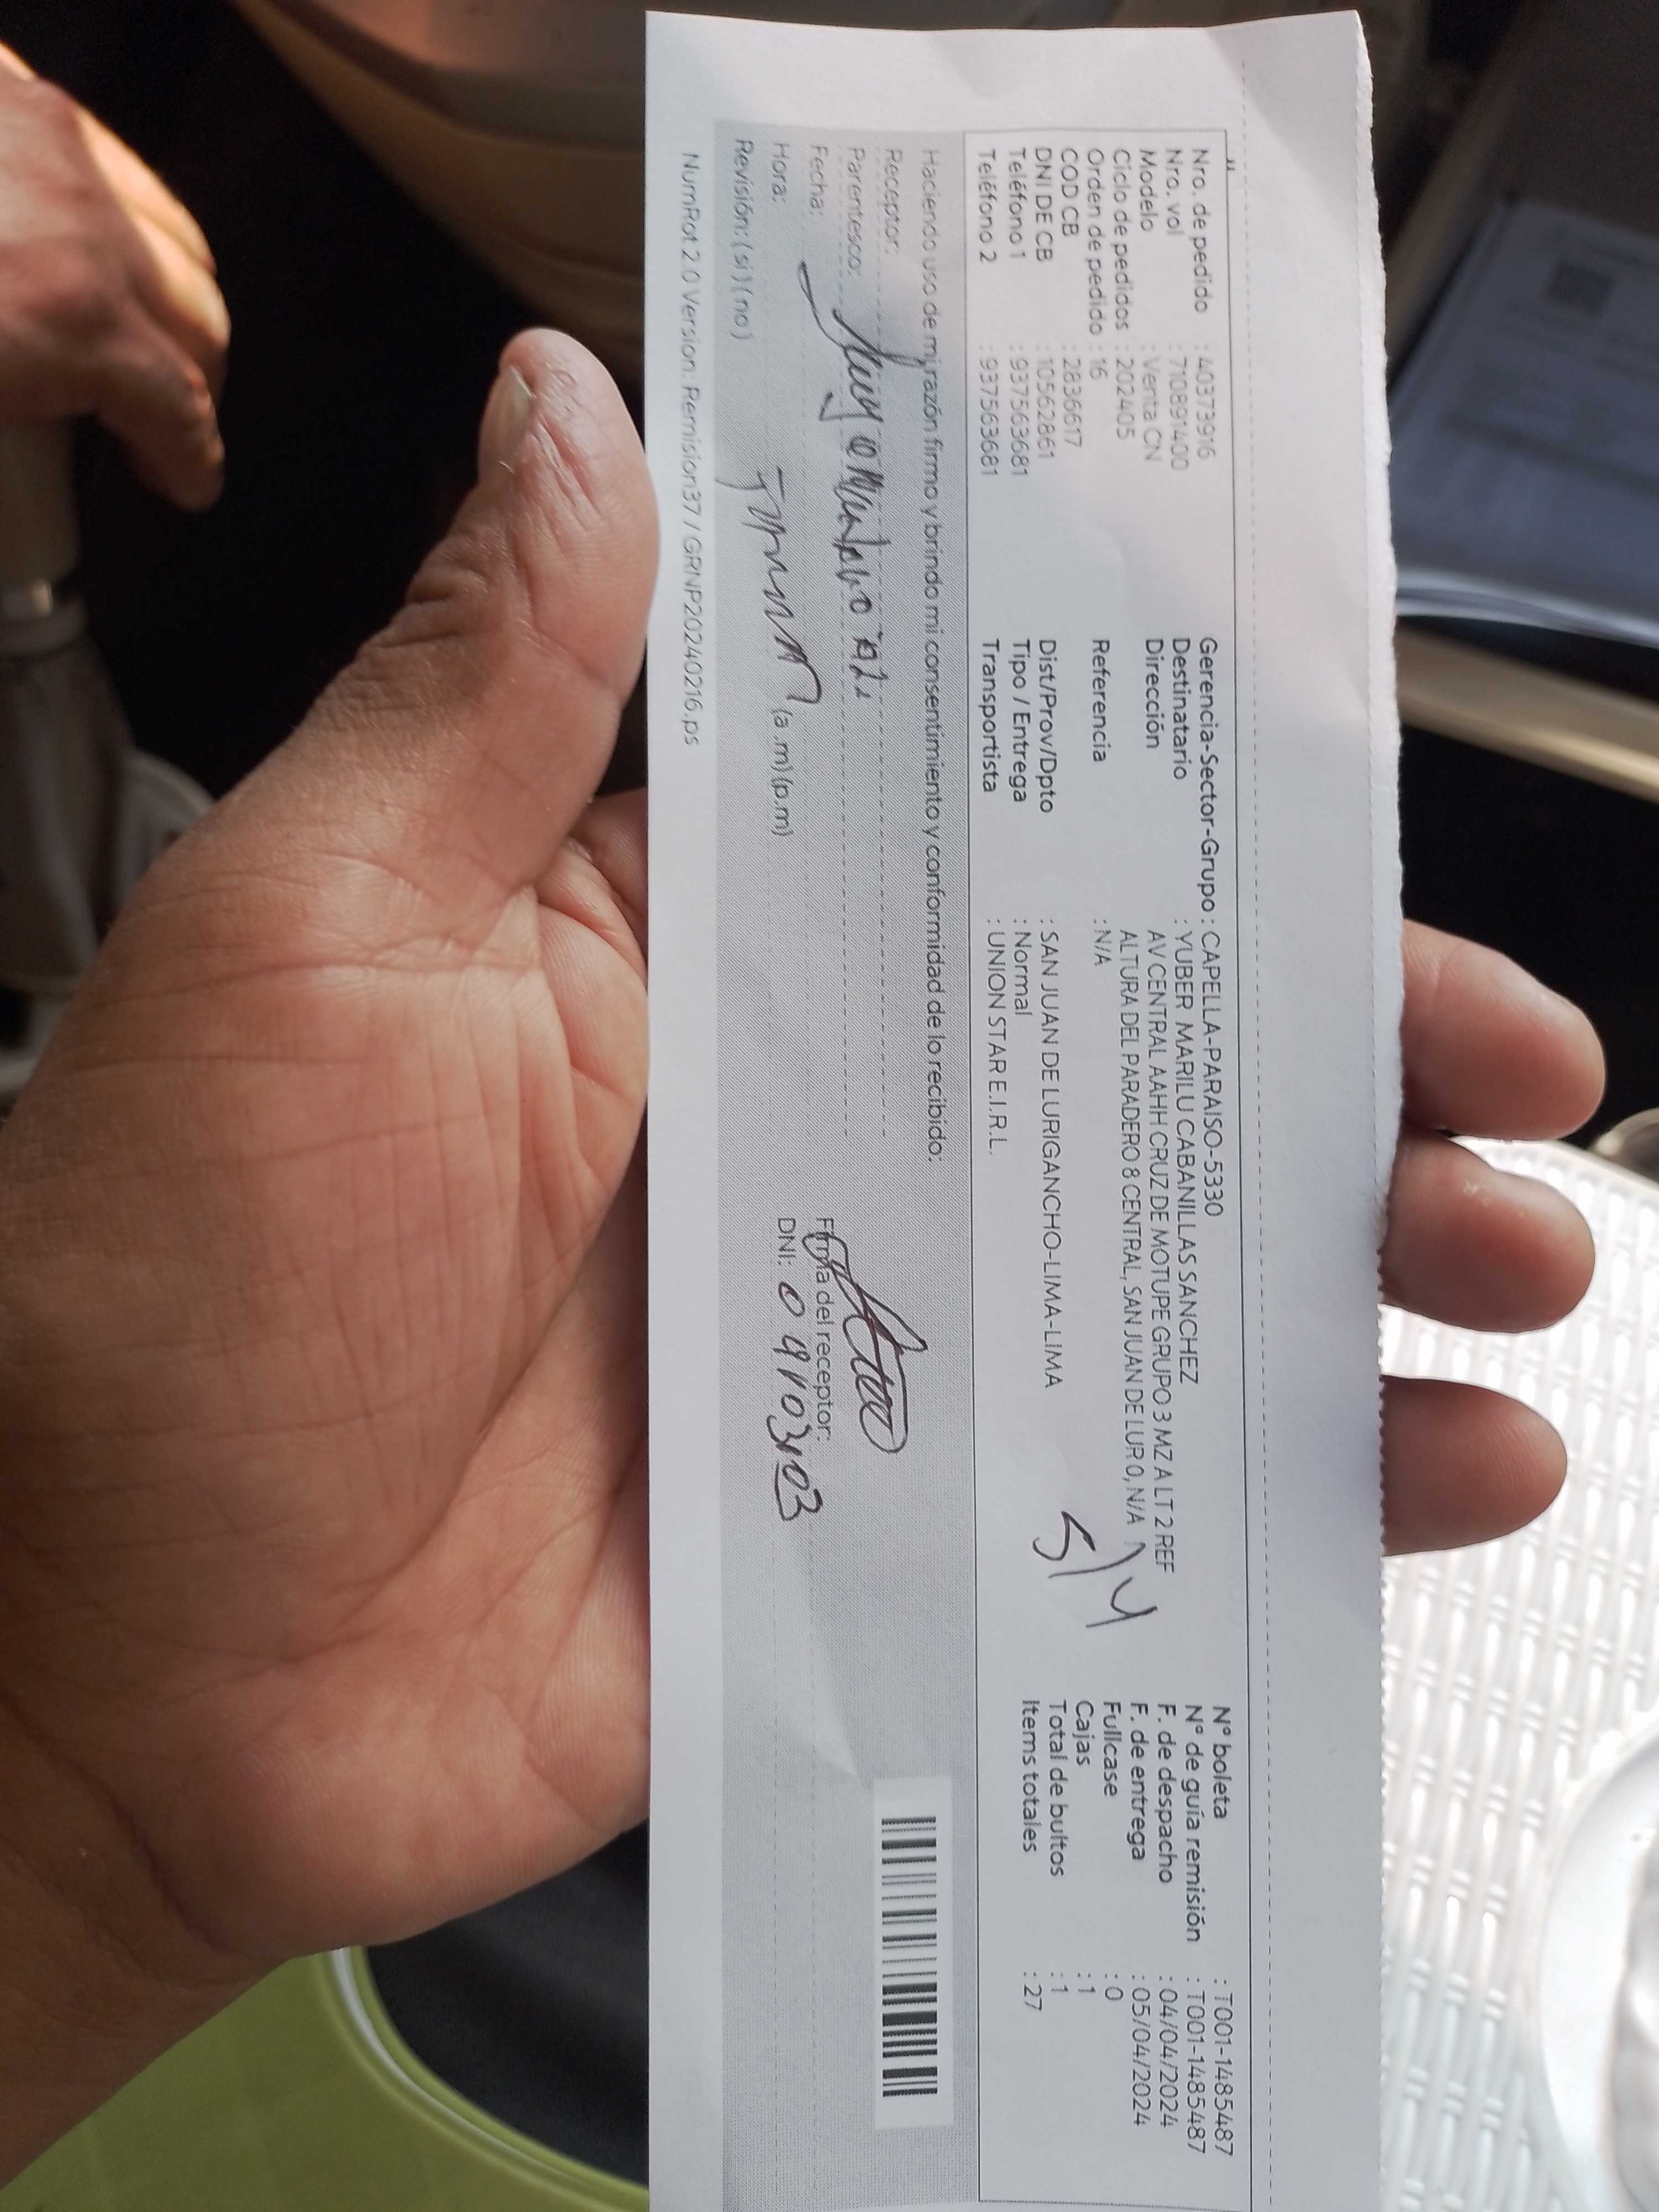 Nro. de pedido : 40373916
Nro. vol : 710891400
Modelo : Venta CN
Ciclo de pedidos : 202405
Orden de pedido : 16
COD CB : 2836617
DNI DE CB : 10562861
Teléfono 1 : 937563681
Teléfono 2 : 937563681
Gerencia-Sector-Grupo : CAPELLA-PARAISO-5330
Destinatario : YUBER MARILU CABANILLAS SANCHEZ
Dirección AV CENTRAL AAHH CRUZ DE MOTUPE GRUPO 3 MZ A LT 2 REF
ALTURA DEL PARADERO 8 CENTRAL, SAN JUAN DE LUR 0, N/A
Referencia : N/A
Dist/Prov/Dpto : SAN JUAN DE LURIGANCHO-LIMA-LIMA
Tipo / Entrega : Normal
Transportista : UNION STAR E.I.R.L.
5/4
N° boleta : T001-1485487
N° de guía remisión : T001-1485487
F. de despacho : 04/04/2024
F. de entrega : 05/04/2024
Fullcase : 0
Cajas : 1
Total de bultos : 1
Items totales : 27
Haciendo uso de mi razón firmo y brindo mi consentimiento y conformidad de lo recibido:
Receptor:
Parentesco:
Fecha:
Hora: (a.m) (p.m)
Revisión: (si) (no)
Firma del receptor:
DNI:
NumRot 2.0 Version: Remision37 / GRNP20240216.ps